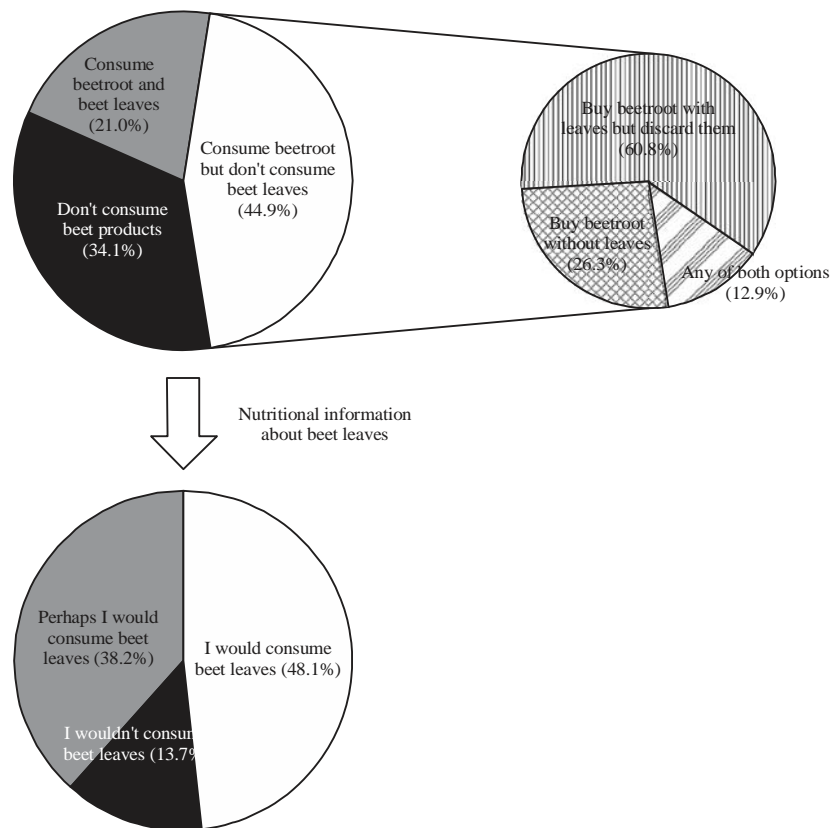 Consume
beetroot and
beet leaves
(21.0%)
Consume beetroot
but don't consume
beet leaves
(44.9%)
Don't consume
beet products
(34.1%)
Buy beetroot with
leaves but discard them
(60.8%)
Buy beetroot
without leaves
(26.3%)
Any of both options
(12.9%)
Nutritional information
about beet leaves
Perhaps I would
consume beet
leaves (38.2%)
I would consume
beet leaves (48.1%)
I wouldn't consum
beet leaves (13.7%